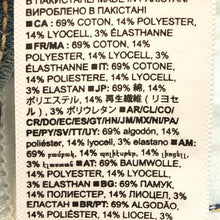 В ПАКИСТАНІ/MADE IN PAKISTAN/
ВИРОБЛЕНО В ПАКИСТАНІ
■ CA : 69% COTON, 14% POLYESTER,
14% LYOCELL, 3% ÉLASTHANNE
■ FR/MA: 69% COTON, 14%
POLYESTER, 14% LYOCELL, 3%
ÉLASTHANNE ■ IT: 69% COTONE, 14%
POLIESTERE, 14% LYOCELL, 3%
ELASTAN ■ JP: 69% 綿,
ポリエステル, 14% 再生繊維 (リヨセル)
, 3% ポリウレタン ■ AR/CL/CO/
CR/DO/EC/ES/GT/HN/JM/MX/NI/PA/
PE/PY/SV/TT/UY: 69% algodón, 14%
poliéster, 14% lyocell, 3% elastano ■ AM:
69% բամբակ, 14% պոլիէսթեր, 14%
3% ■ AT: 69% BAUMWOLLE,
14% POLYESTER, 14% LYOCELL, 3%
ELASTHAN ■ BG: 69% ПАМУК,
14% ПОЛИЕСТЕР, 14% ЛИОЦЕЛ, 3%
ЕЛАСТАН ■ BR/PT: 69% ALGODÃO,
14% POLIÉSTER, 14% LIOCEL, 3%